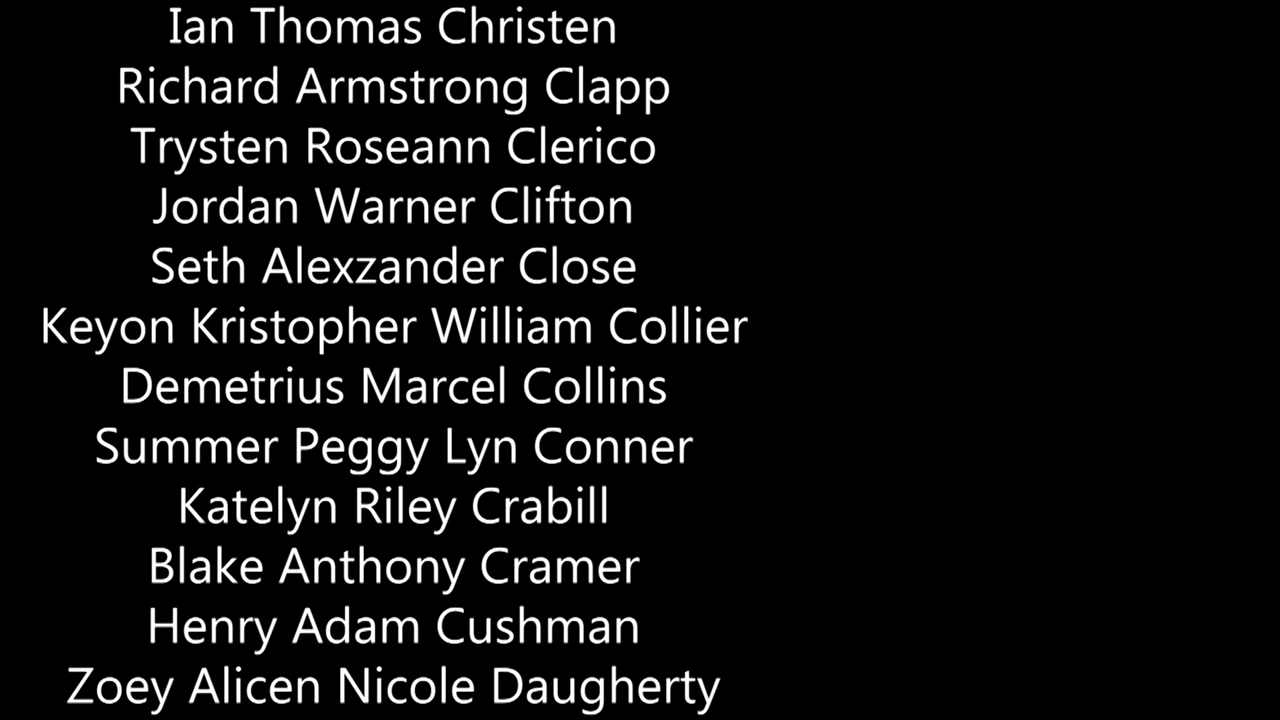 Ian Thomas Christen
Richard Armstrong Clapp
Trysten Roseann Clerico
Jordan Warner Clifton
Seth Alexzander Close
Keyon Kristopher William Collier
Demetrius Marcel Collins
Summer Peggy Lyn Conner
Katelyn Riley Crabill
Blake Anthony Cramer
Henry Adam Cushman
Zoey Alicen Nicole Daugherty